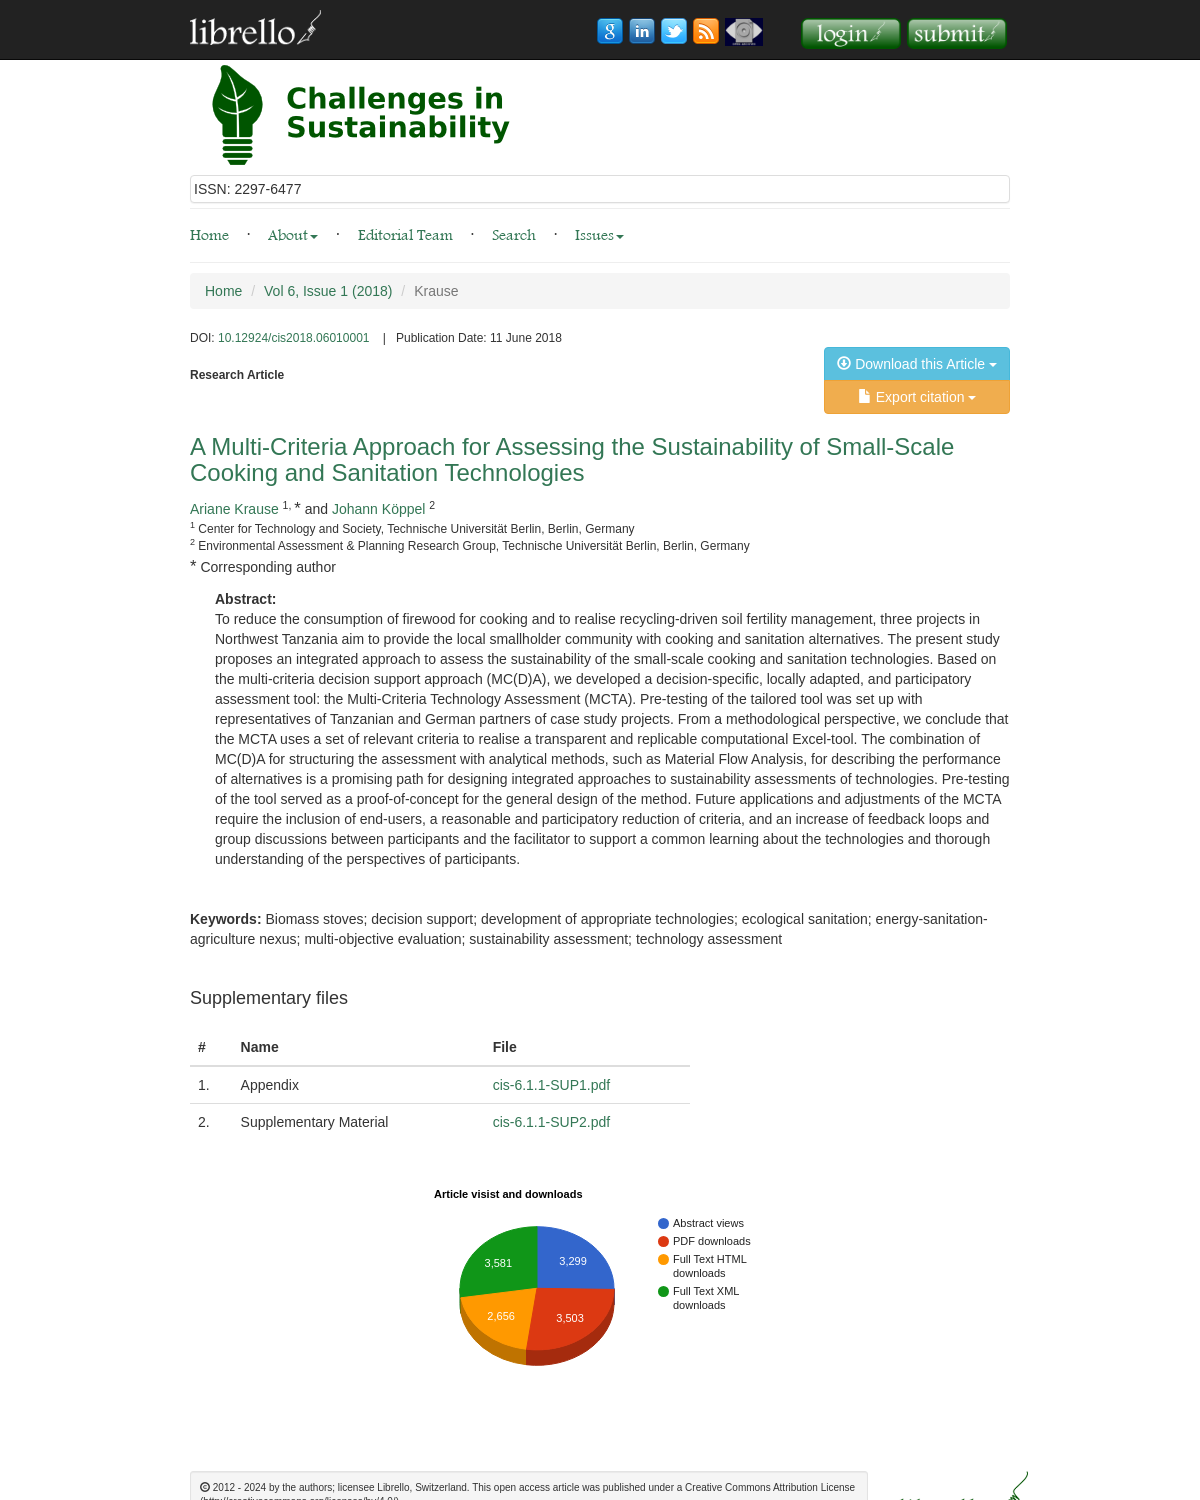 librello
login submit
Challenges in
Sustainability
ISSN: 2297-6477
Home · About · Editorial Team · Search · Issues
Home / Vol 6, Issue 1 (2018) / Krause
DOI: 10.12924/cis2018.06010001 | Publication Date: 11 June 2018
Download this Article
Research Article
Export citation
A Multi-Criteria Approach for Assessing the Sustainability of Small-Scale
Cooking and Sanitation Technologies
Ariane Krause 1, * and Johann Köppel 2
1 Center for Technology and Society, Technische Universität Berlin, Berlin, Germany
2 Environmental Assessment & Planning Research Group, Technische Universität Berlin, Berlin, Germany
* Corresponding author
Abstract:
To reduce the consumption of firewood for cooking and to realise recycling-driven soil fertility management, three projects in
Northwest Tanzania aim to provide the local smallholder community with cooking and sanitation alternatives. The present study
proposes an integrated approach to assess the sustainability of the small-scale cooking and sanitation technologies. Based on
the multi-criteria decision support approach (MC(D)A), we developed a decision-specific, locally adapted, and participatory
assessment tool: the Multi-Criteria Technology Assessment (MCTA). Pre-testing of the tailored tool was set up with
representatives of Tanzanian and German partners of case study projects. From a methodological perspective, we conclude that
the MCTA uses a set of relevant criteria to realise a transparent and replicable computational Excel-tool. The combination of
MC(D)A for structuring the assessment with analytical methods, such as Material Flow Analysis, for describing the performance
of alternatives is a promising path for designing integrated approaches to sustainability assessments of technologies. Pre-testing
of the tool served as a proof-of-concept for the general design of the method. Future applications and adjustments of the MCTA
require the inclusion of end-users, a reasonable and participatory reduction of criteria, and an increase of feedback loops and
group discussions between participants and the facilitator to support a common learning about the technologies and thorough
understanding of the perspectives of participants.
Keywords: Biomass stoves; decision support; development of appropriate technologies; ecological sanitation; energy-sanitation-
agriculture nexus; multi-objective evaluation; sustainability assessment; technology assessment
Supplementary files
# Name File
1. Appendix cis-6.1.1-SUP1.pdf
2. Supplementary Material cis-6.1.1-SUP2.pdf
Article visist and downloads
3,581
3,299
2,656
3,503
Abstract views
PDF downloads
Full Text HTML
downloads
Full Text XML
downloads
© 2012 - 2024 by the authors; licensee Librello, Switzerland. This open access article was published under a Creative Commons Attribution License